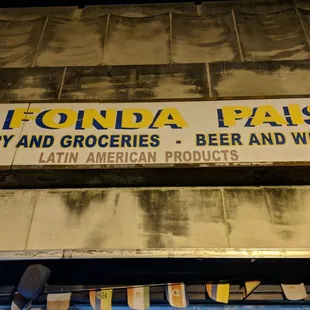 FONDA PAIS
AND GROCERIES - BEER AND
LATIN AMERICAN PRODUCTS